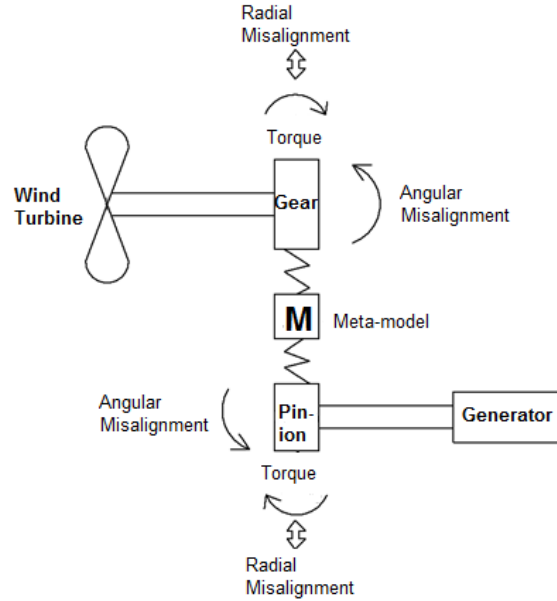 Radial
Misalignment
Torque
Wind
Turbine
Gear
Angular
Misalignment
M
Meta-model
Angular
Misalignment
Pin-
ion
Generator
Torque
Radial
Misalignment